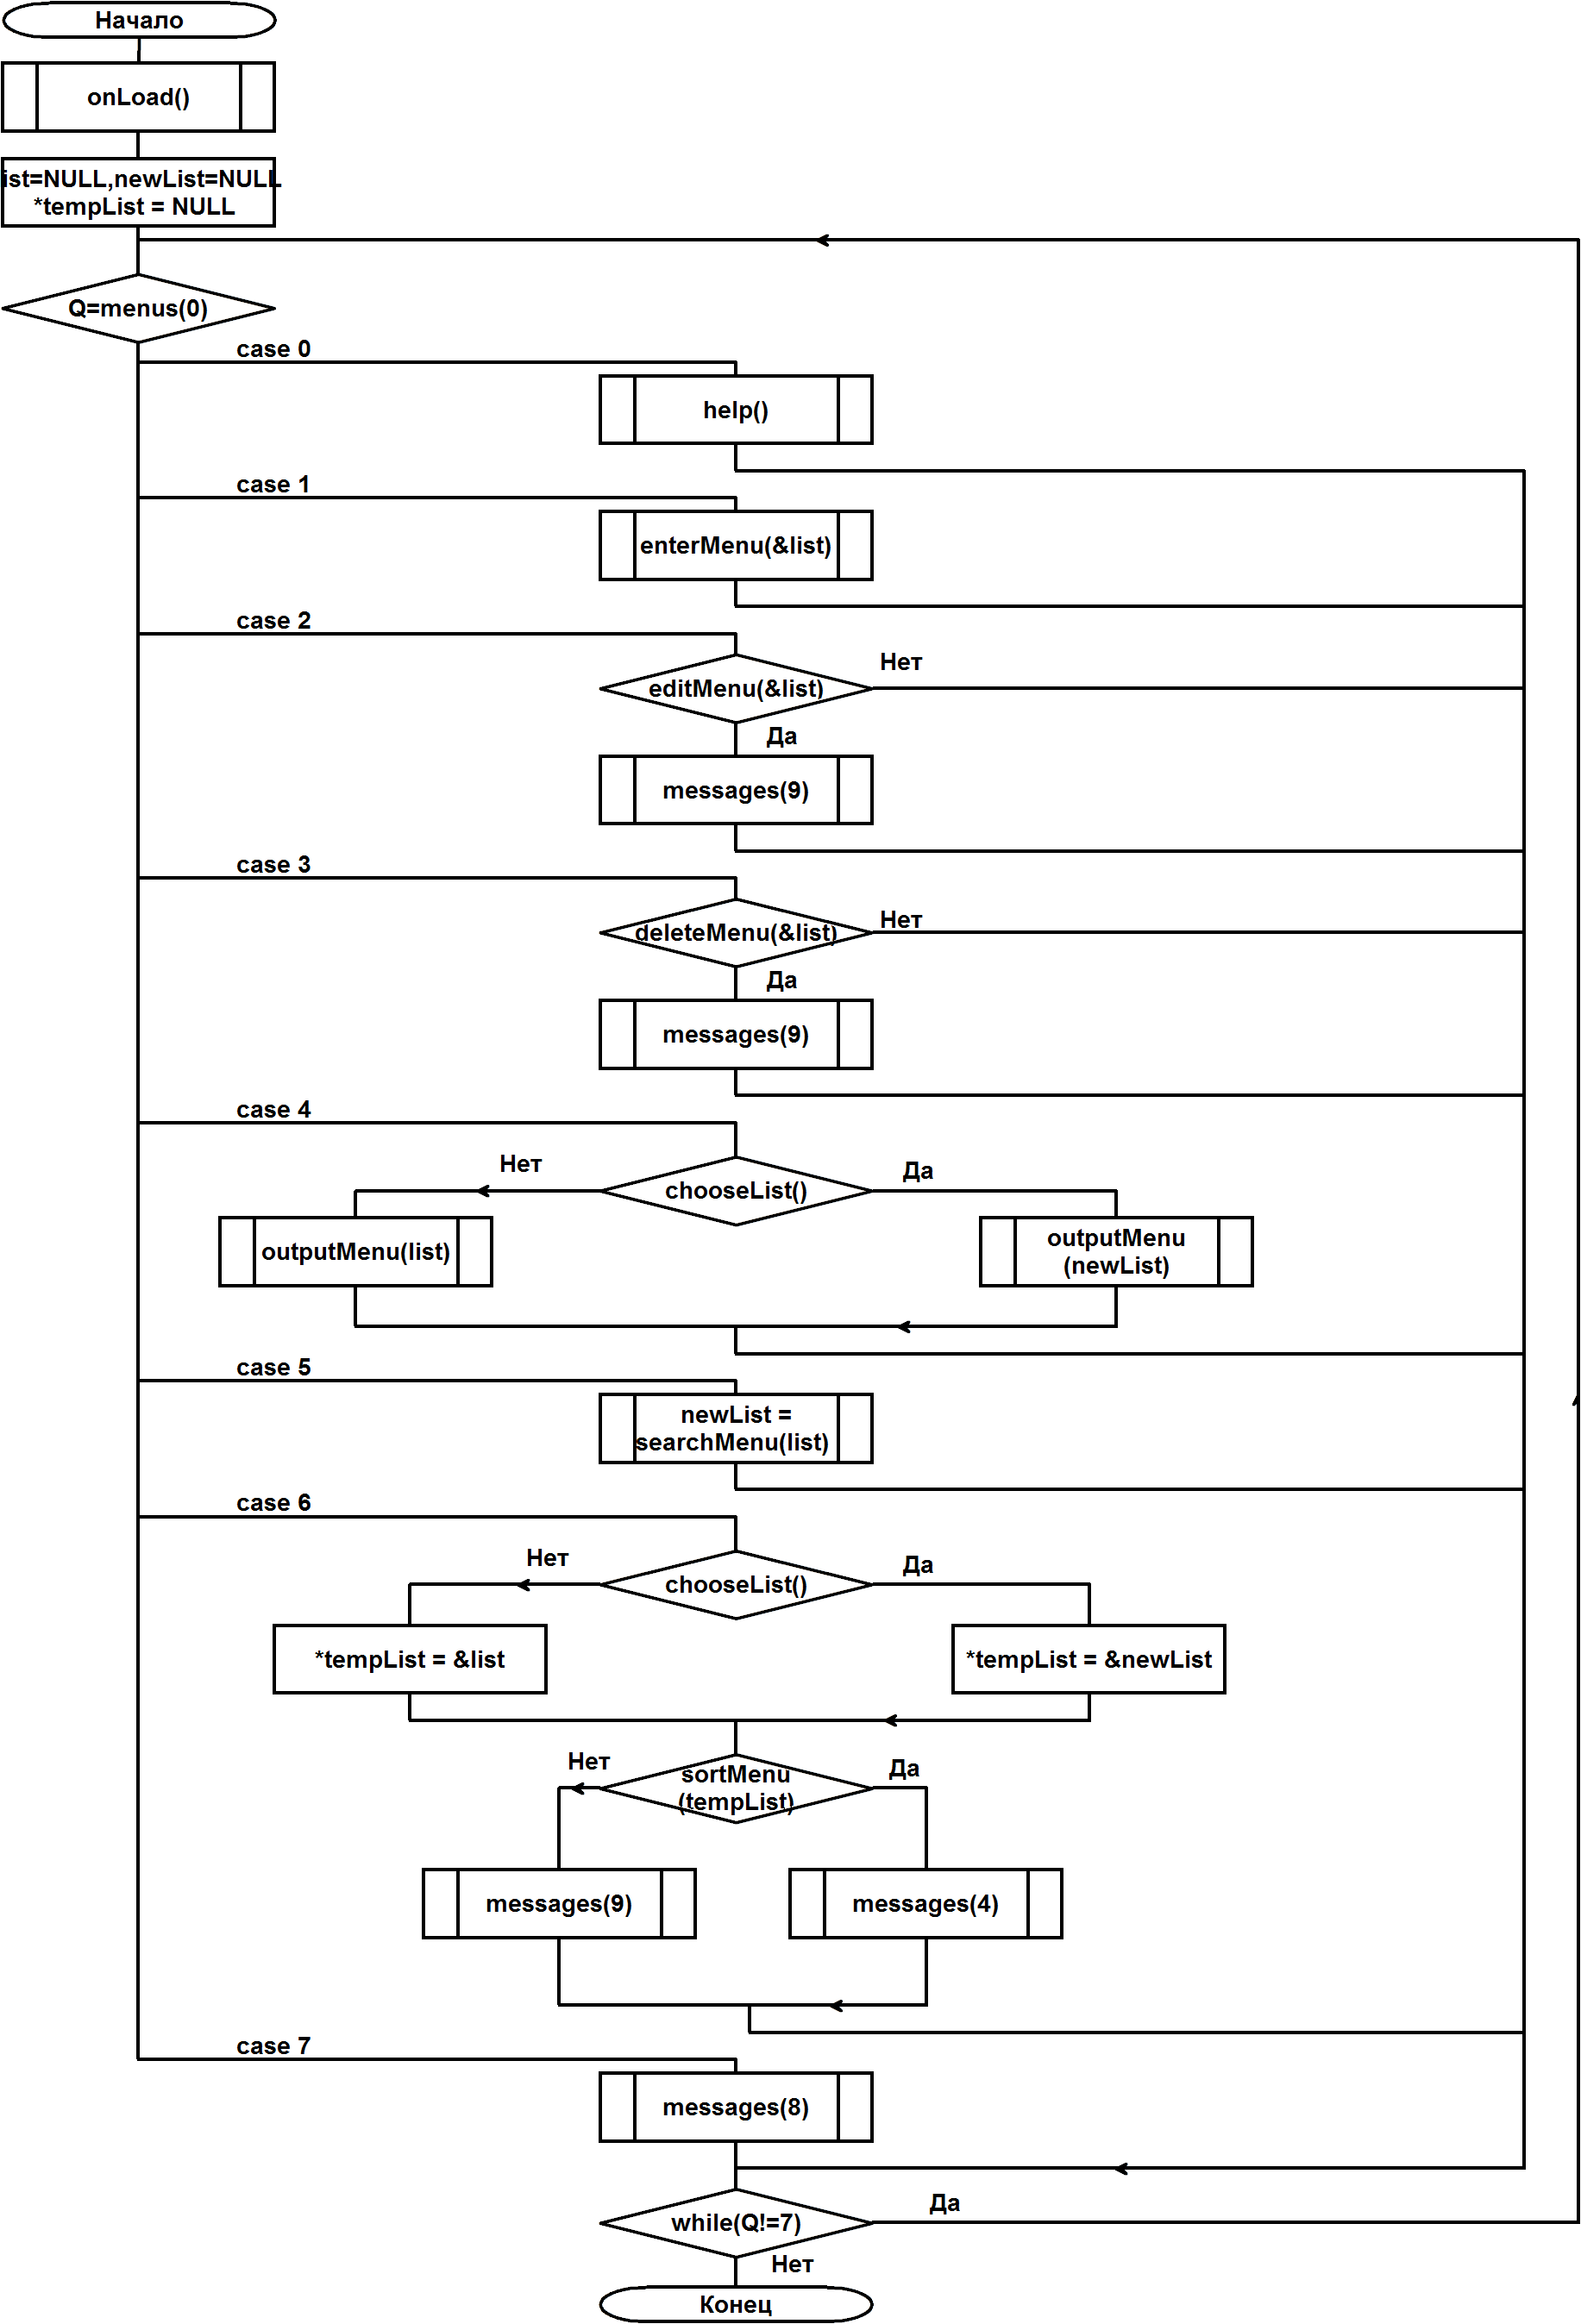 Начало
onLoad()
ist=NULL,newList=NULL
*tempList = NULL
Q=menus(0)
case 0
help()
case 1
enterMenu(&list)
case 2
Нет
editMenu(&list)
Да
messages(9)
case 3
Нет
deleteMenu(&list)
Да
messages(9)
case 4
Нет
Да
chooseList()
outputMenu(list)
outputMenu
(newList)
case 5
newList =
searchMenu(list)
case 6
Нет
Да
chooseList()
*tempList = &list
*tempList = &newList
Нет
Да
sortMenu
(tempList)
messages(9)
messages(4)
case 7
messages(8)
Да
while(Q!=7)
Нет
Конец